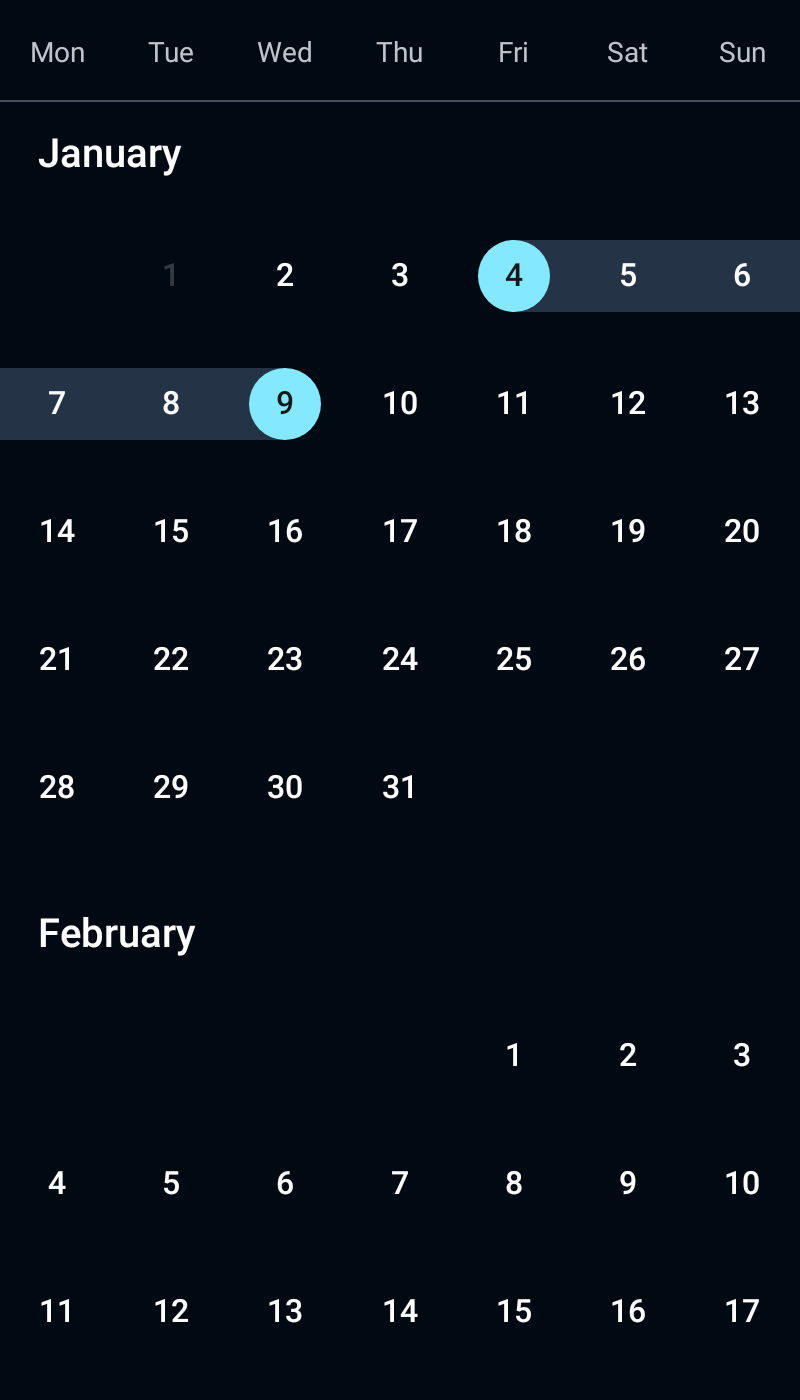 Mon Tue Wed Thu Fri Sat Sun
January
1 2 3 4 5 6
7 8 9 10 11 12 13
14 15 16 17 18 19 20
21 22 23 24 25 26 27
28 29 30 31
February
1 2 3
4 5 6 7 8 9 10
11 12 13 14 15 16 17